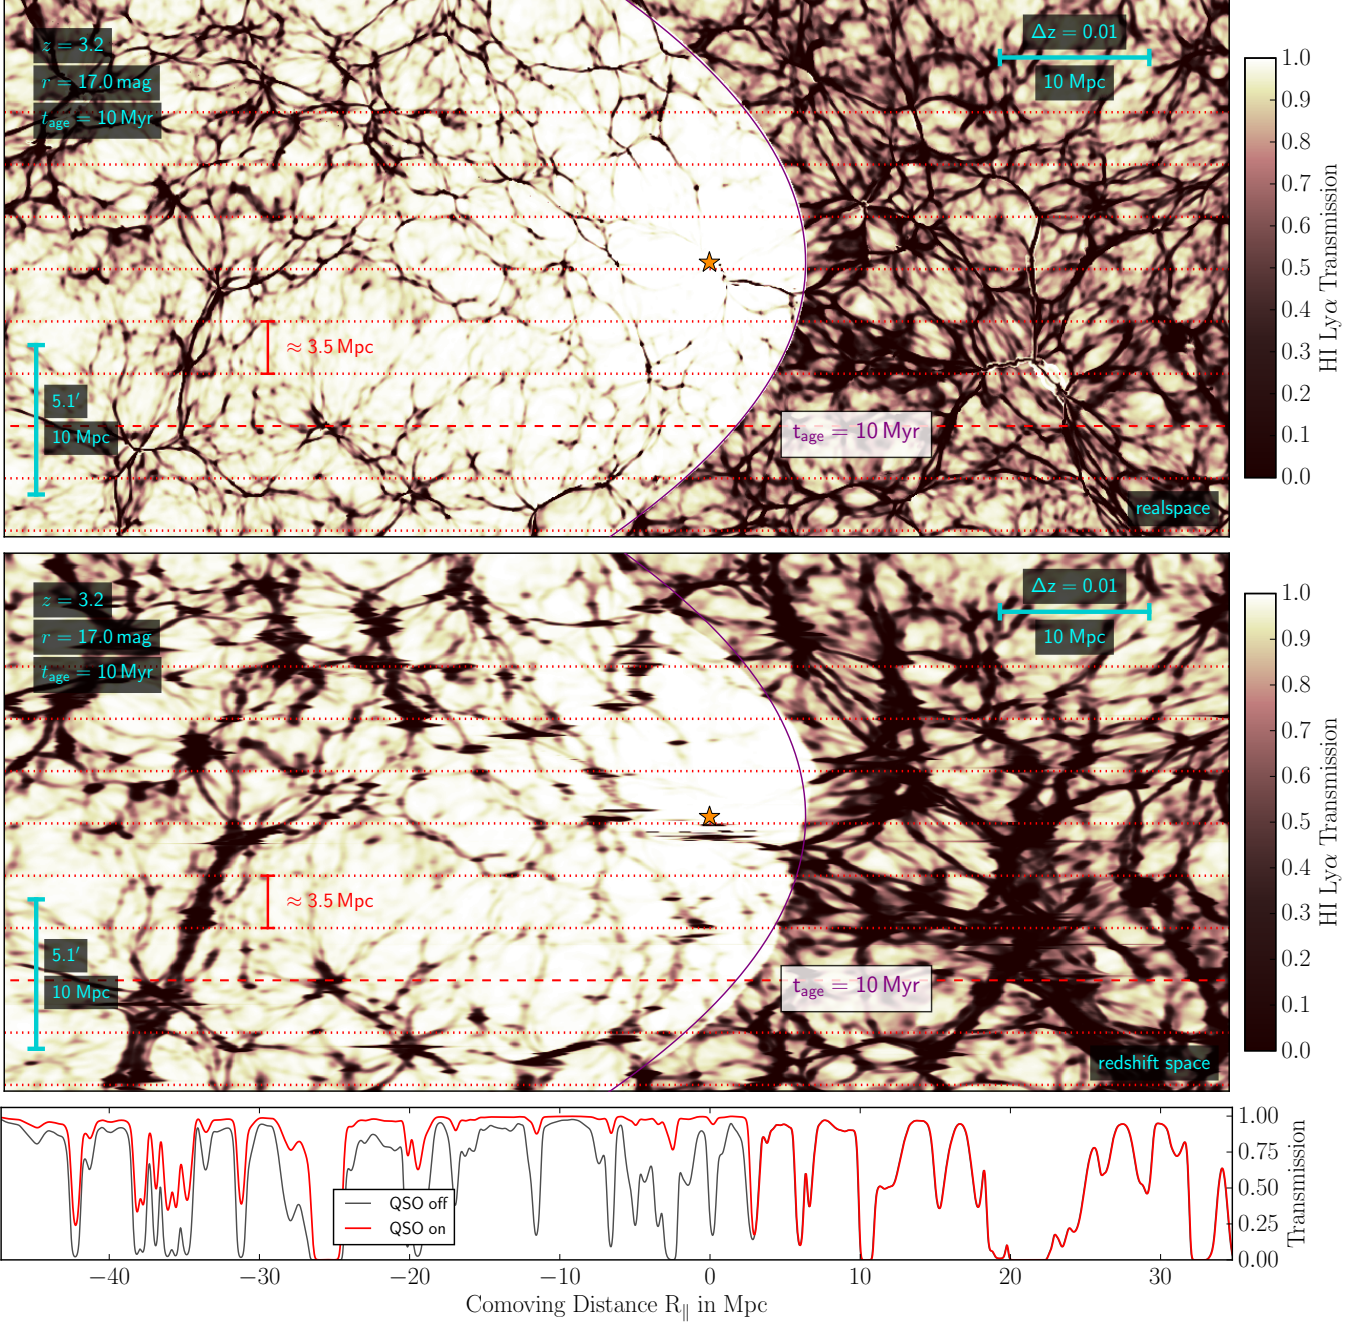 z = 3.2
r = 17.0 mag
t_age = 10 Myr
Δz = 0.01
10 Mpc
≈ 3.5 Mpc
5.1′
10 Mpc
t_age = 10 Myr
realspace
1.0
0.9
0.8
0.7
0.6
0.5
0.4
0.3
0.2
0.1
0.0
HI Lyα Transmission
z = 3.2
r = 17.0 mag
t_age = 10 Myr
Δz = 0.01
10 Mpc
≈ 3.5 Mpc
5.1′
10 Mpc
t_age = 10 Myr
redshift space
1.0
0.9
0.8
0.7
0.6
0.5
0.4
0.3
0.2
0.1
0.0
HI Lyα Transmission
QSO off
QSO on
1.00
0.75
0.50
0.25
0.00
Transmission
−40 −30 −20 −10 0 10 20 30
Comoving Distance R∥ in Mpc